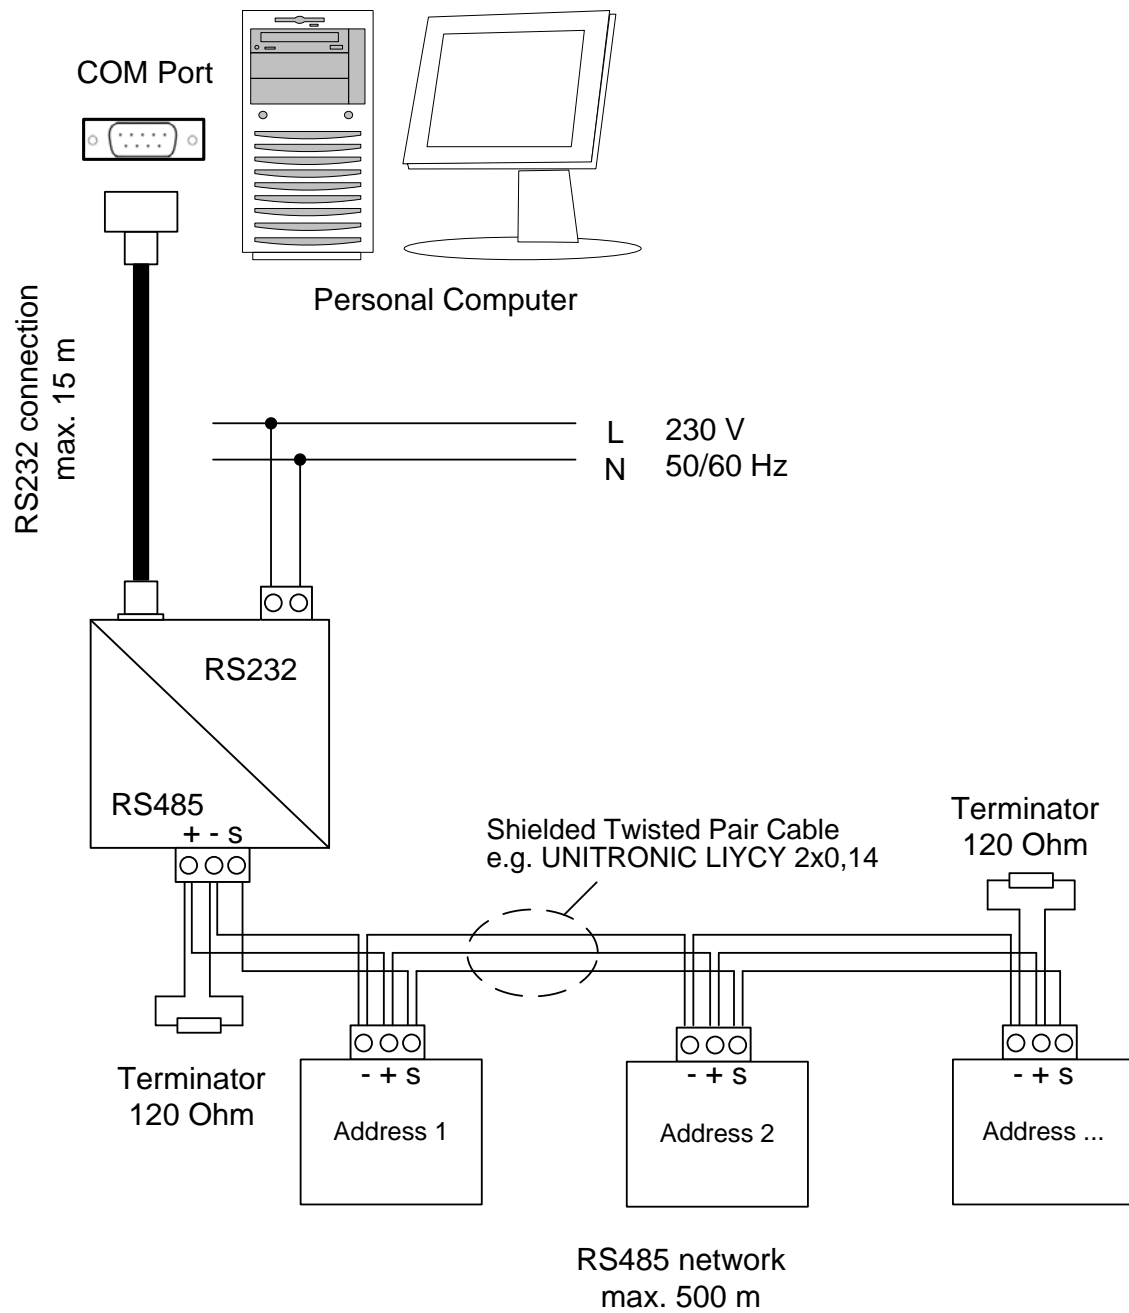 COM Port
Personal Computer
RS232 connection
max. 15 m
L 230 V
N 50/60 Hz
RS232
RS485
+ - s
Shielded Twisted Pair Cable
e.g. UNITRONIC LIYCY 2x0,14
Terminator
120 Ohm
Terminator
120 Ohm
- + s
Address 1
- + s
Address 2
- + s
Address ...
RS485 network
max. 500 m